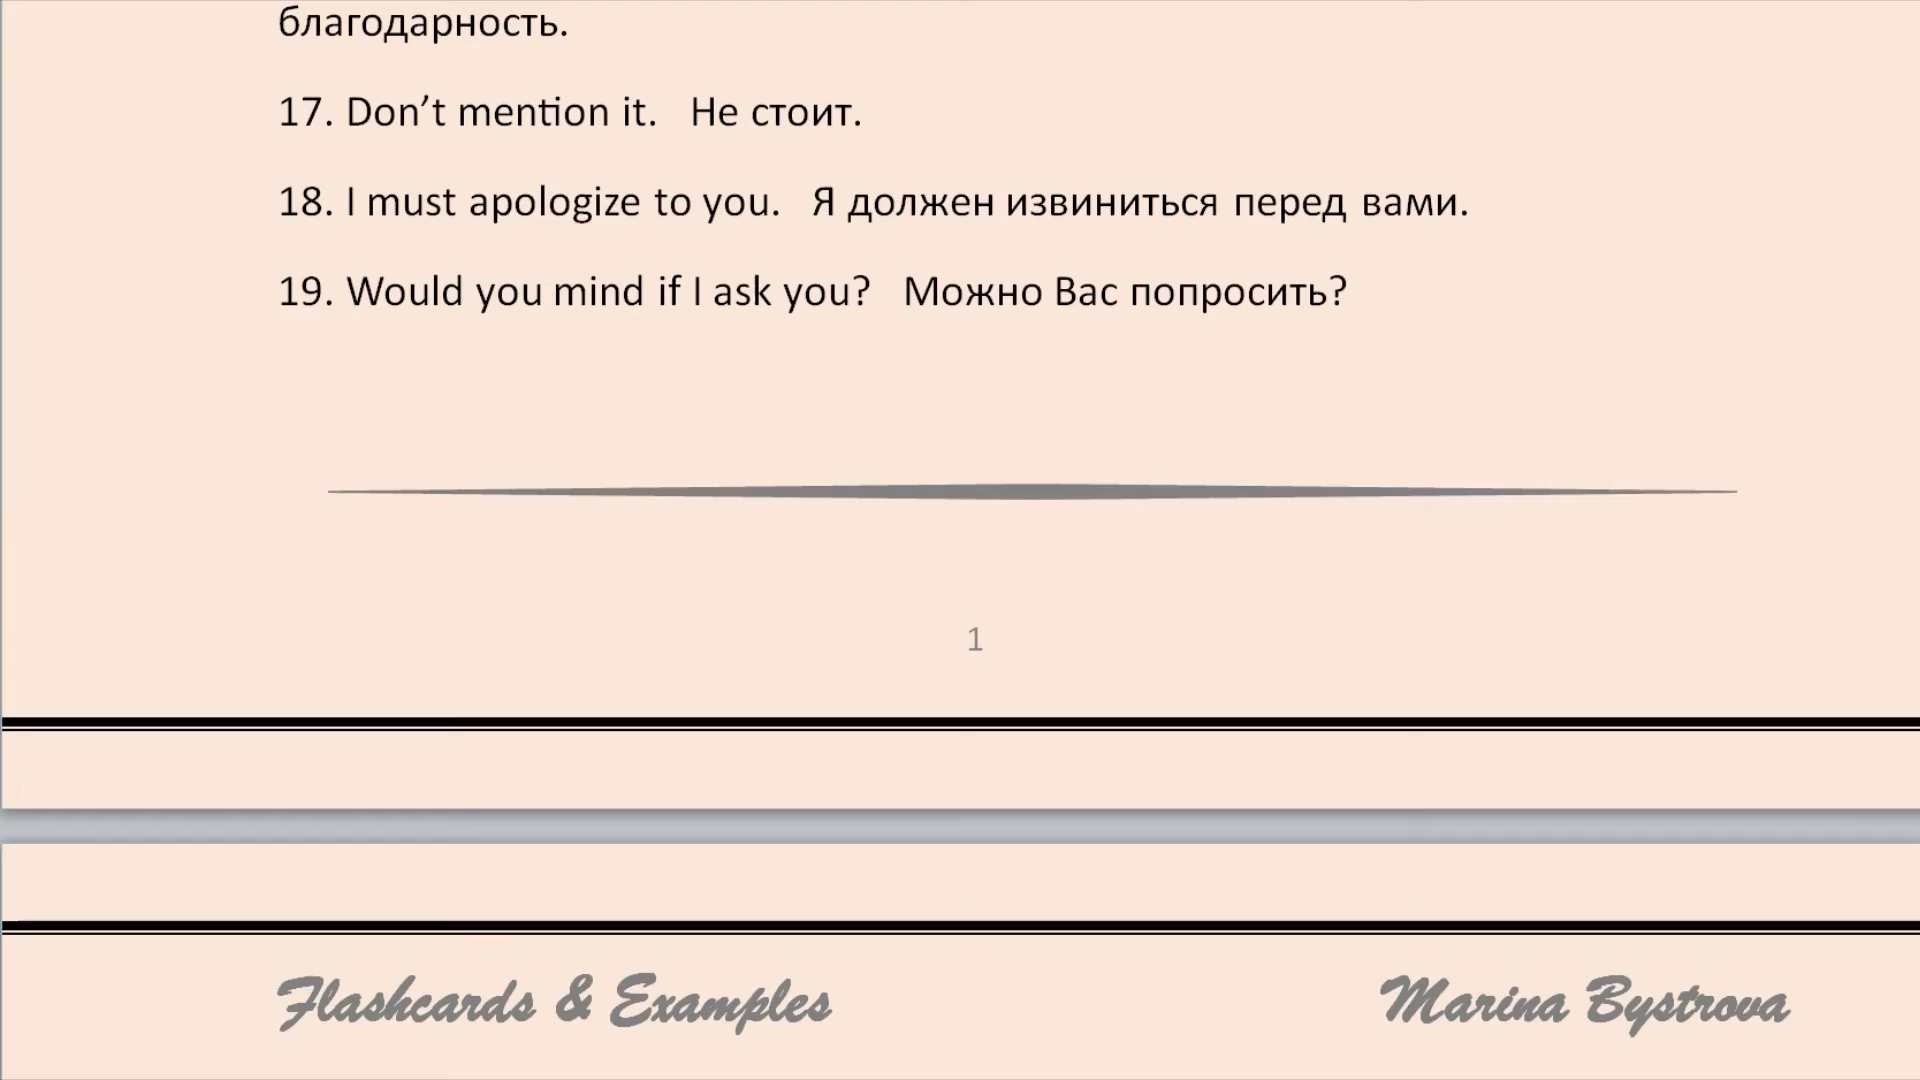 благодарность.
17. Don’t mention it. Не стоит.
18. I must apologize to you. Я должен извиниться перед вами.
19. Would you mind if I ask you? Можно Вас попросить?
1
Flashcards & Examples Marina Bystrova